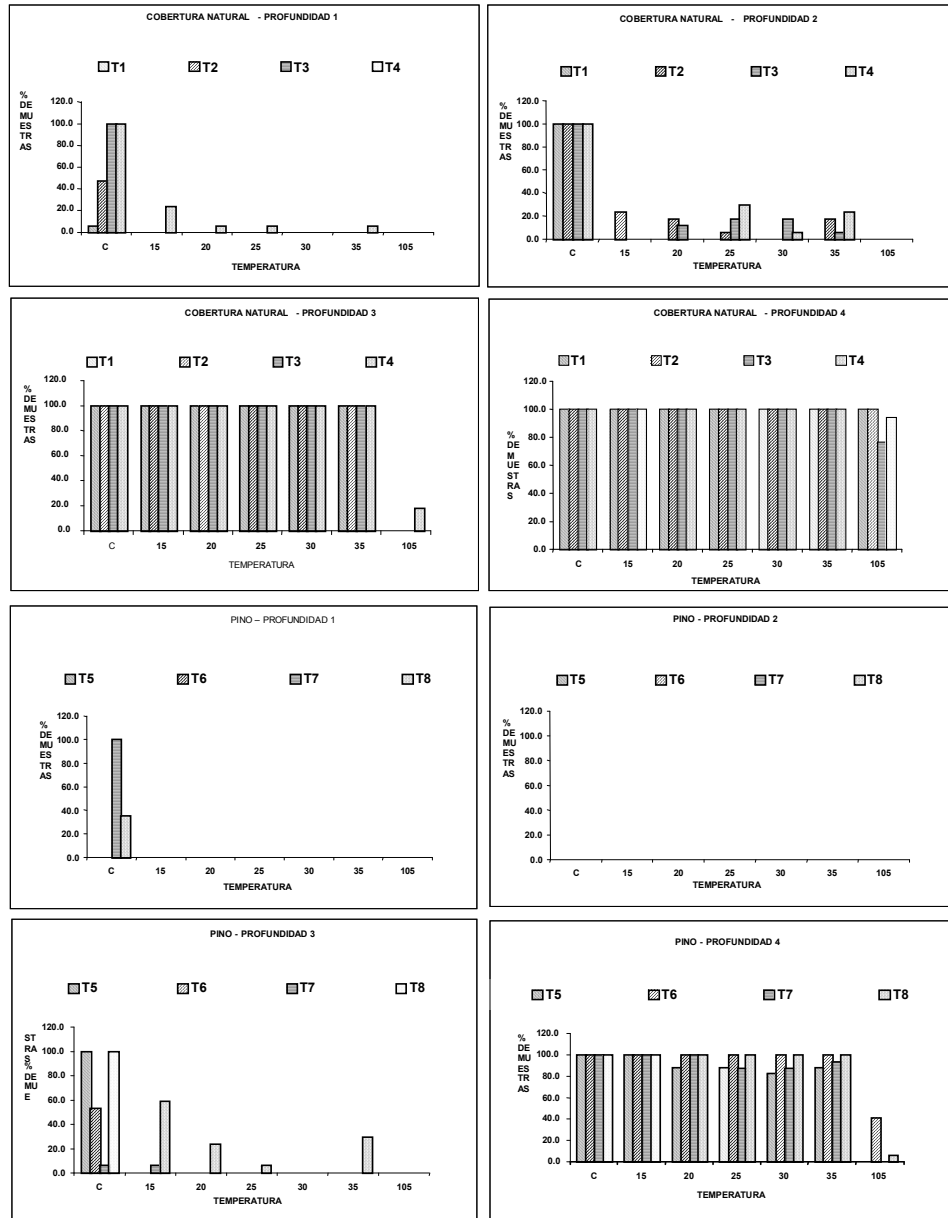 COBERTURA NATURAL - PROFUNDIDAD 1
T1 T2 T3 T4
%
DE
MU
ES
TR
AS
120.0
100.0
80.0
60.0
40.0
20.0
0.0
C 15 20 25 30 35 105
TEMPERATURA
COBERTURA NATURAL - PROFUNDIDAD 2
T1 T2 T3 T4
%
DE
MU
ES
TR
AS
120.0
100.0
80.0
60.0
40.0
20.0
0.0
C 15 20 25 30 35 105
TEMPERATURA
COBERTURA NATURAL - PROFUNDIDAD 3
T1 T2 T3 T4
%
DE
MU
ES
TR
AS
120.0
100.0
80.0
60.0
40.0
20.0
0.0
C 15 20 25 30 35 105
TEMPERATURA
COBERTURA NATURAL - PROFUNDIDAD 4
T1 T2 T3 T4
%
DE
M
UE
ST
RA
S
120.0
100.0
80.0
60.0
40.0
20.0
0.0
C 15 20 25 30 35 105
TEMPERATURA
PINO – PROFUNDIDAD 1
T5 T6 T7 T8
%
DE
MU
ES
TR
AS
120.0
100.0
80.0
60.0
40.0
20.0
0.0
C 15 20 25 30 35 105
TEMPERATURA
PINO - PROFUNDIDAD 2
T5 T6 T7 T8
%
DE
MU
ES
TR
AS
120.0
100.0
80.0
60.0
40.0
20.0
0.0
C 15 20 25 30 35 105
TEMPERATURA
PINO - PROFUNDIDAD 3
T5 T6 T7 T8
ST
RA
S%
DE
MU
E
120.0
100.0
80.0
60.0
40.0
20.0
0.0
C 15 20 25 30 35 105
TEMPERATURA
PINO - PROFUNDIDAD 4
T5 T6 T7 T8
%
DE
MU
ES
TR
AS
120.0
100.0
80.0
60.0
40.0
20.0
0.0
C 15 20 25 30 35 105
TEMPERATURA